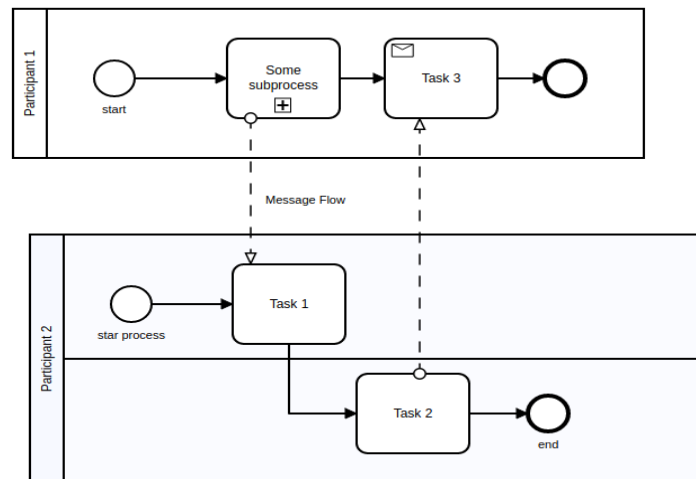 Participant 1
start
Some
subprocess
Task 3
Message Flow
Participant 2
star process
Task 1
Task 2
end